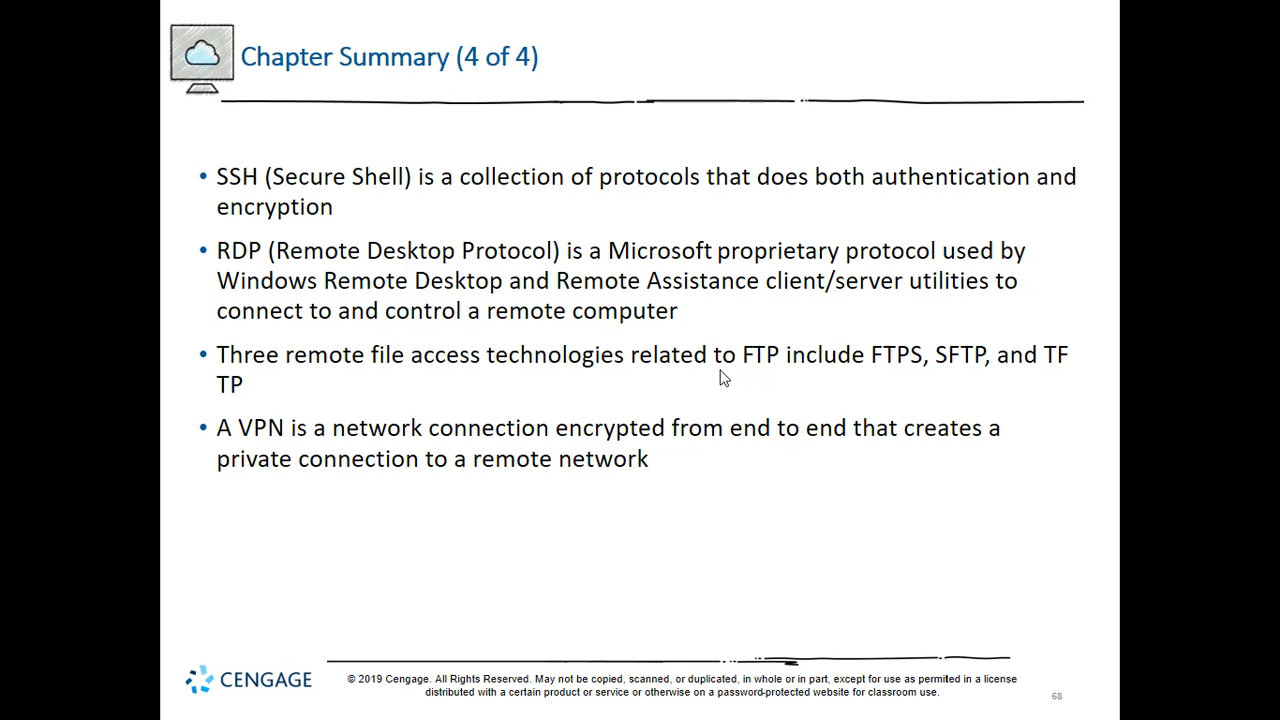 Chapter Summary (4 of 4)
• SSH (Secure Shell) is a collection of protocols that does both authentication and
encryption
• RDP (Remote Desktop Protocol) is a Microsoft proprietary protocol used by
Windows Remote Desktop and Remote Assistance client/server utilities to
connect to and control a remote computer
• Three remote file access technologies related to FTP include FTPS, SFTP, and TF
TP
• A VPN is a network connection encrypted from end to end that creates a
private connection to a remote network
CENGAGE
© 2019 Cengage. All Rights Reserved. May not be copied, scanned, or duplicated, in whole or in part, except for use as permitted in a license
distributed with a certain product or service or otherwise on a password-protected website for classroom use.
68